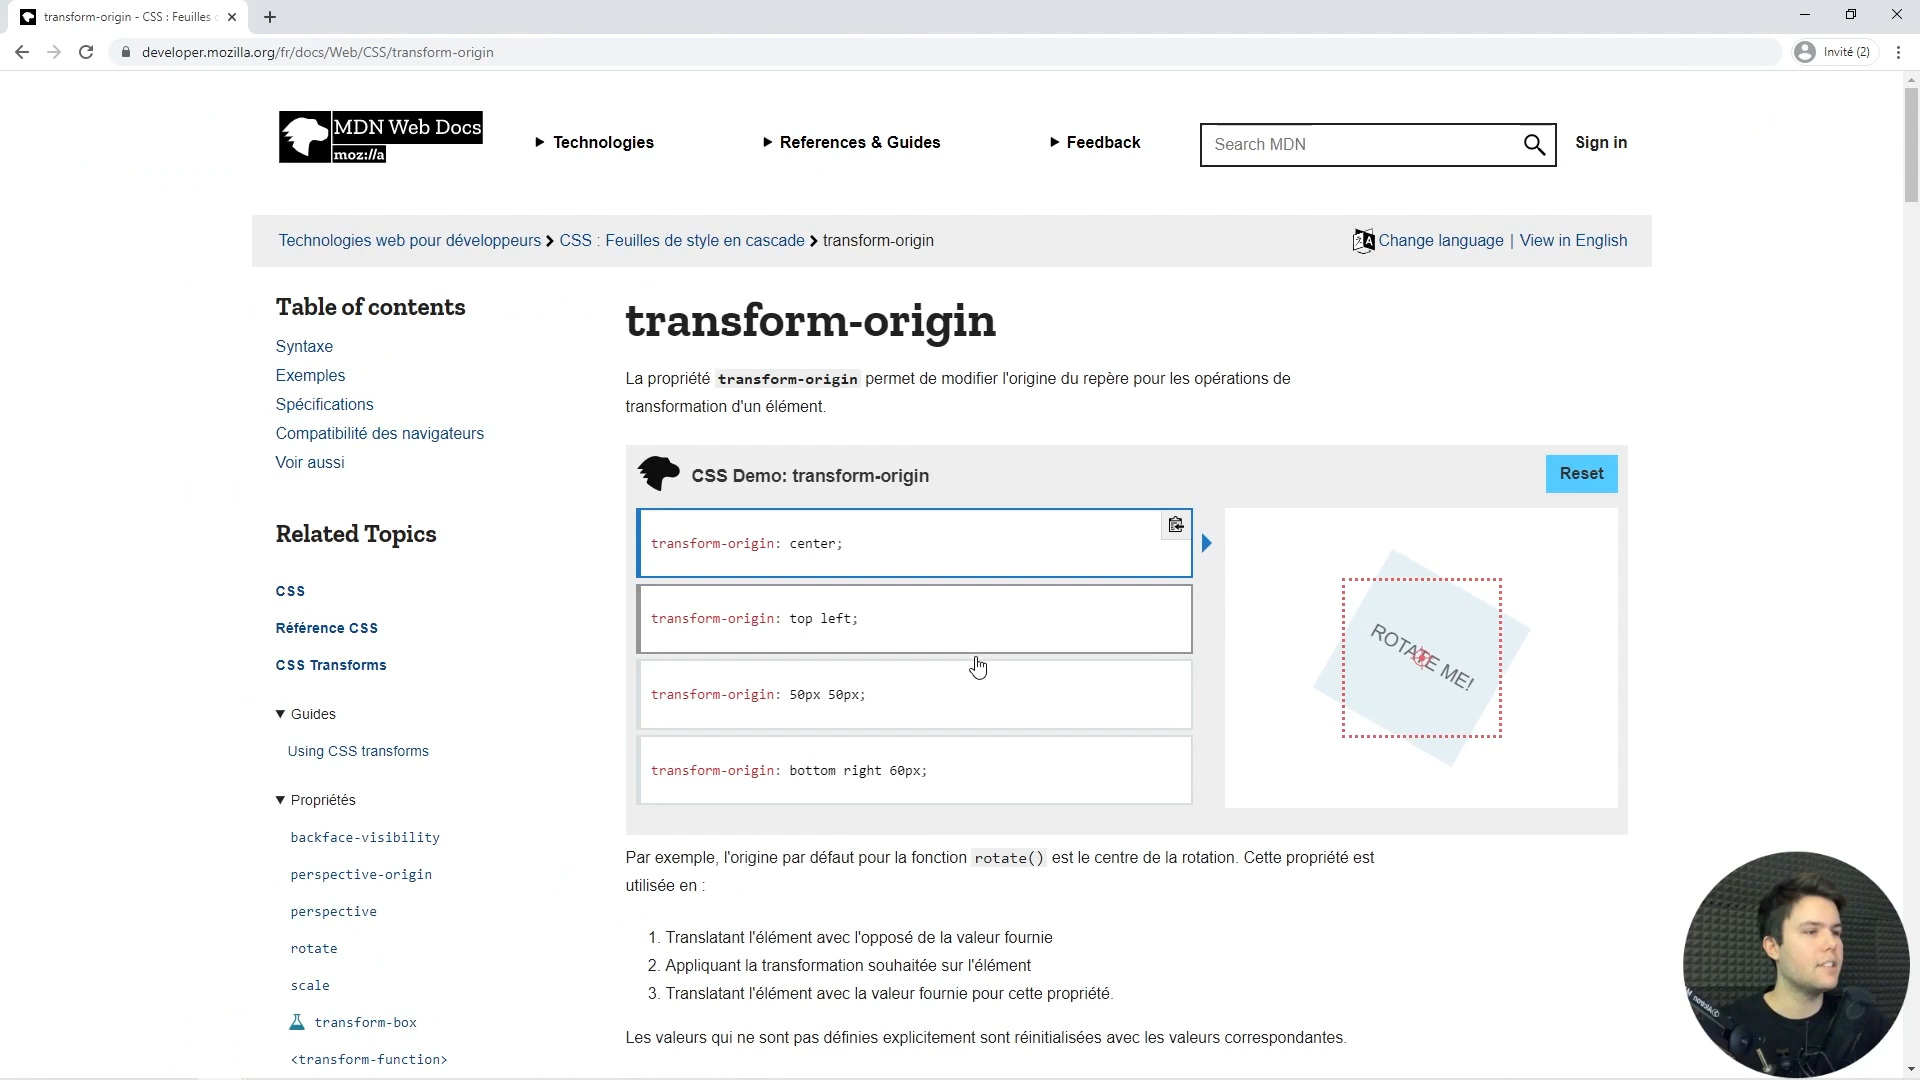 transform-origin - CSS : Feuilles
developer.mozilla.org/fr/docs/Web/CSS/transform-origin
Invité (2)
MDN Web Docs
moz://a
Technologies
References & Guides
Feedback
Search MDN
Sign in
Technologies web pour développeurs
CSS : Feuilles de style en cascade
transform-origin
Change language | View in English
Table of contents
Syntaxe
Exemples
Spécifications
Compatibilité des navigateurs
Voir aussi
Related Topics
CSS
Référence CSS
CSS Transforms
Guides
Using CSS transforms
Propriétés
backface-visibility
perspective-origin
perspective
rotate
scale
transform-box
<transform-function>
transform-origin
La propriété transform-origin permet de modifier l'origine du repère pour les opérations de
transformation d'un élément.
CSS Demo: transform-origin
Reset
transform-origin: center;
transform-origin: top left;
transform-origin: 50px 50px;
transform-origin: bottom right 60px;
ROTATE ME!
Par exemple, l'origine par défaut pour la fonction rotate() est le centre de la rotation. Cette propriété est
utilisée en :
1. Translatant l'élément avec l'opposé de la valeur fournie
2. Appliquant la transformation souhaitée sur l'élément
3. Translatant l'élément avec la valeur fournie pour cette propriété.
Les valeurs qui ne sont pas définies explicitement sont réinitialisées avec les valeurs correspondantes.